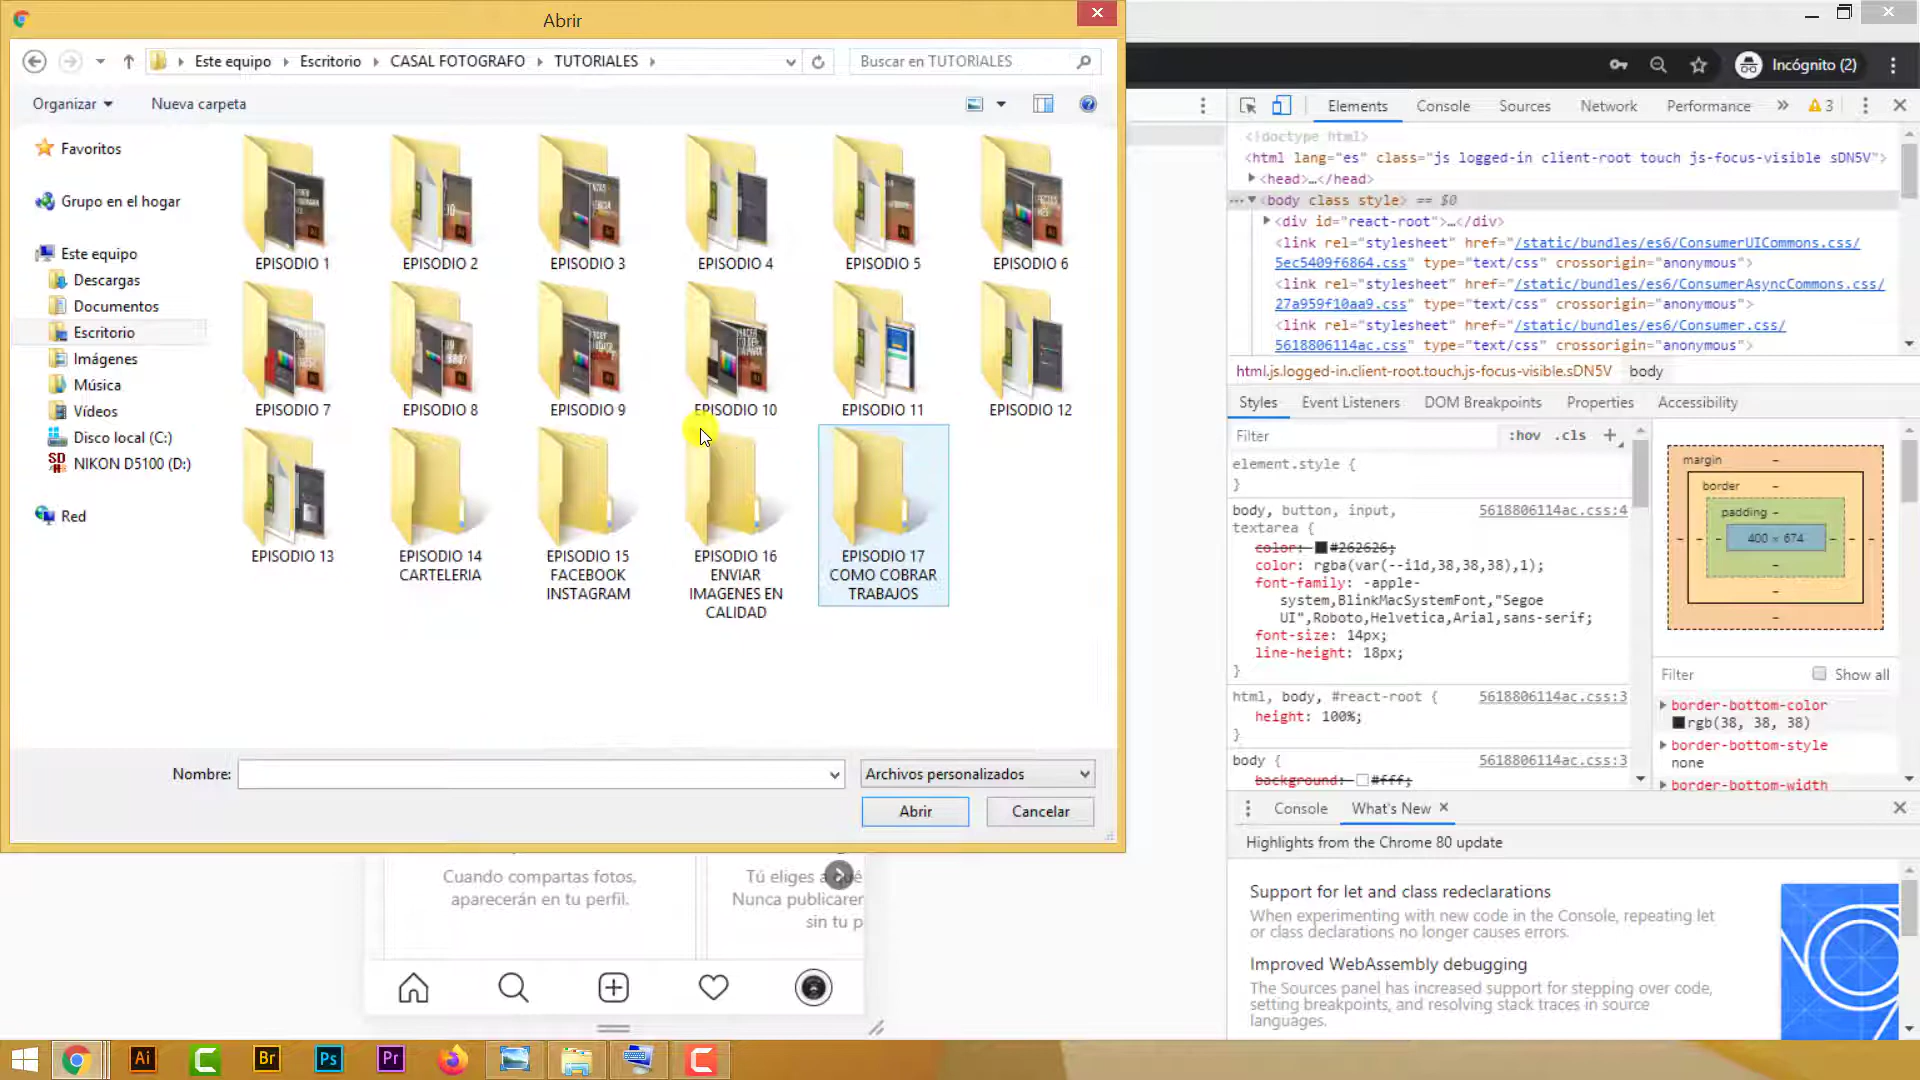 Abrir
Este equipo Escritorio CASAL FOTOGRAFO TUTORIALES
Buscar en TUTORIALES
Organizar
Nueva carpeta
Favoritos
Grupo en el hogar
Este equipo
Descargas
Documentos
Escritorio
Imágenes
Música
Vídeos
Disco local (C:)
NIKON D5100 (D:)
Red
EPISODIO 1
EPISODIO 2
EPISODIO 3
EPISODIO 4
EPISODIO 5
EPISODIO 6
EPISODIO 7
EPISODIO 8
EPISODIO 9
EPISODIO 10
EPISODIO 11
EPISODIO 12
EPISODIO 13
EPISODIO 14
CARTELERIA
EPISODIO 15
FACEBOOK
INSTAGRAM
EPISODIO 16
ENVIAR
IMAGENES EN
CALIDAD
EPISODIO 17
COMO COBRAR
TRABAJOS
Nombre:
Archivos personalizados
Abrir
Cancelar
Cuando compartas fotos,
aparecerán en tu perfil.
Tú eliges a qué
Nunca publicarer
sin tu p
Incógnito (2)
Elements Console Sources Network Performance » 3
<!doctype html>
<html lang="es" class="js logged-in client-root touch js-focus-visible sDN5V">
<head>…</head>
<body class style> == $0
<div id="react-root">…</div>
<link rel="stylesheet" href="/static/bundles/es6/ConsumerUICommons.css/
5ec5409f6864.css" type="text/css" crossorigin="anonymous">
<link rel="stylesheet" href="/static/bundles/es6/ConsumerAsyncCommons.css/
27a959f10aa9.css" type="text/css" crossorigin="anonymous">
<link rel="stylesheet" href="/static/bundles/es6/Consumer.css/
5618806114ac.css" type="text/css" crossorigin="anonymous">
html.js.logged-in.client-root.touch.js-focus-visible.sDN5V body
Styles Event Listeners DOM Breakpoints Properties Accessibility
Filter :hov .cls +
element.style {
}
body, button, input, 5618806114ac.css:4
textarea {
color: #262626;
color: rgba(var(--i1d,38,38,38),1);
font-family: -apple-
system,BlinkMacSystemFont,"Segoe
UI",Roboto,Helvetica,Arial,sans-serif;
font-size: 14px;
line-height: 18px;
}
html, body, #react-root { 5618806114ac.css:3
height: 100%;
}
body { 5618806114ac.css:3
background: #fff;
margin -
border -
padding -
- - - 400 × 674 - - -
-
-
-
Filter Show all
border-bottom-color
rgb(38, 38, 38)
border-bottom-style
none
border-bottom-width
Console What's New ×
Highlights from the Chrome 80 update
Support for let and class redeclarations
When experimenting with new code in the Console, repeating let
or class declarations no longer causes errors.
Improved WebAssembly debugging
The Sources panel has increased support for stepping over code,
setting breakpoints, and resolving stack traces in source
languages.
Ai
Br
Ps
Pr